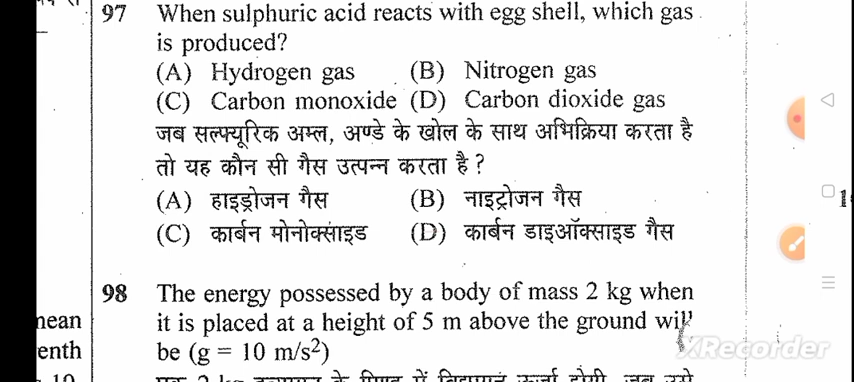 97 When sulphuric acid reacts with egg shell, which gas
is produced?
(A) Hydrogen gas (B) Nitrogen gas
(C) Carbon monoxide (D) Carbon dioxide gas
जब सल्फ्यूरिक अम्ल, अण्डे के खोल के साथ अभिक्रिया करता है
तो यह कौन सी गैस उत्पन्न करता है ?
(A) हाइड्रोजन गैस (B) नाइट्रोजन गैस
(C) कार्बन मोनोक्साइड (D) कार्बन डाइऑक्साइड गैस
98 The energy possessed by a body of mass 2 kg when
it is placed at a height of 5 m above the ground will
be (g = 10 m/s²)
XRecorder